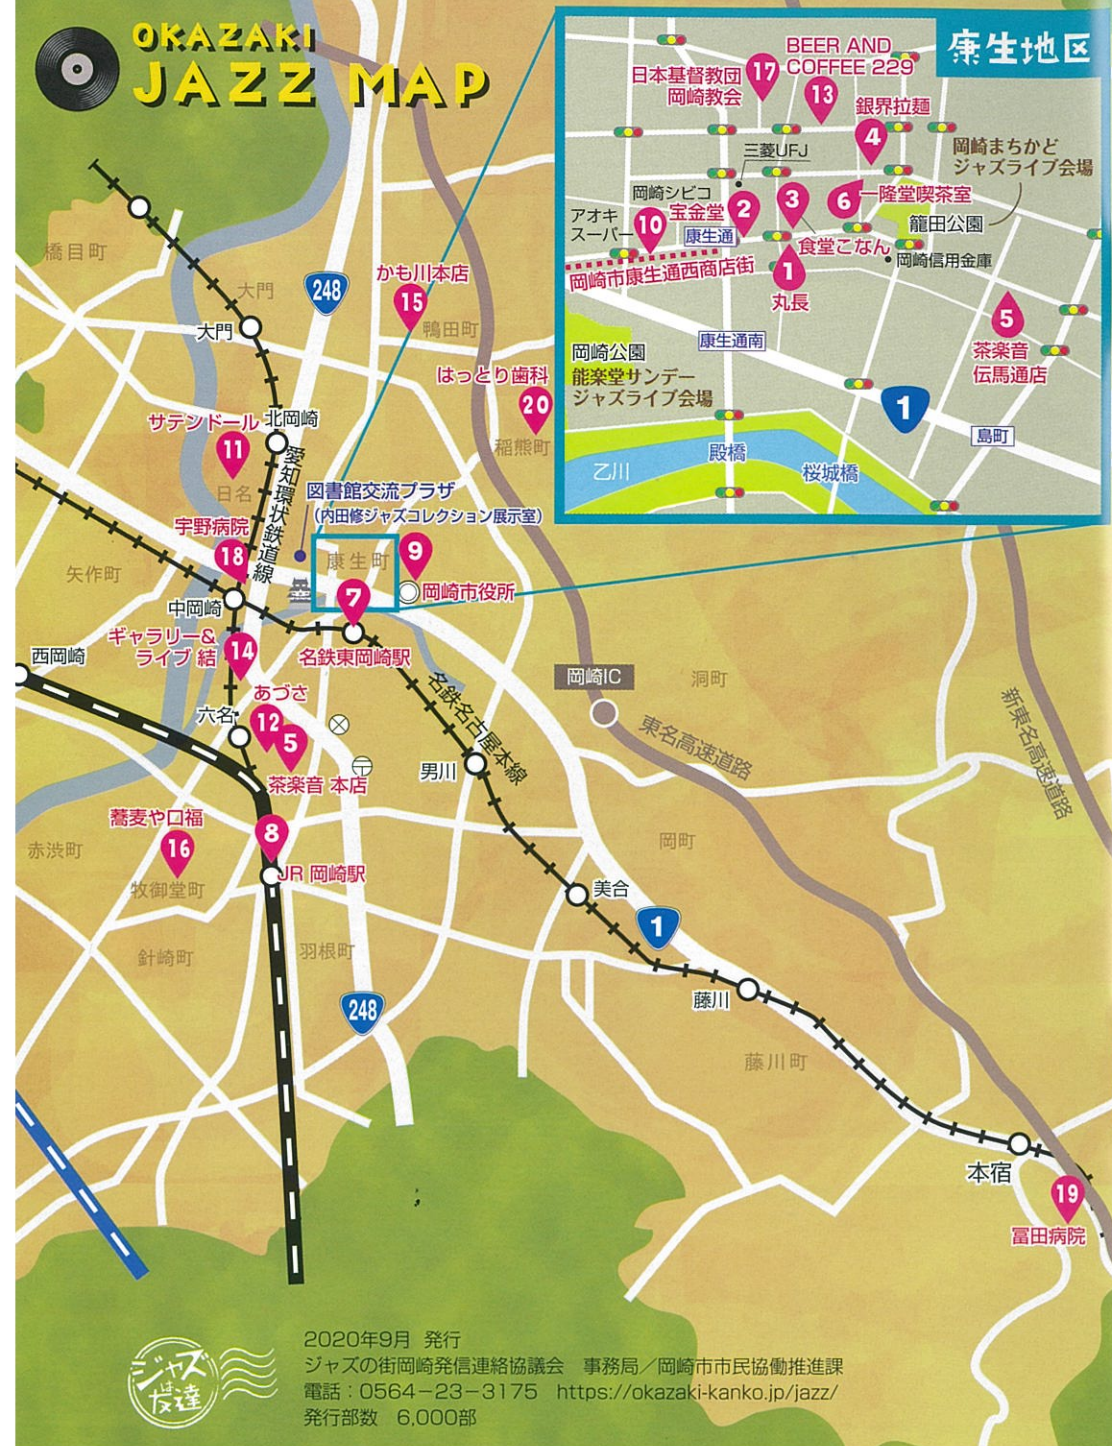 OKAZAKI
JAZZ MAP
康生地区
BEER AND
COFFEE 229
日本基督教団
岡崎教会
17
13
銀界拉麺
4
三菱UFJ
岡崎まちかど
ジャズライブ会場
岡崎シビコ
宝金堂
2
3
6
一隆堂喫茶室
籠田公園
アオキ
スーパー
10
康生通
食堂こなん
岡崎信用金庫
岡崎市康生通西商店街
1
丸長
5
茶楽音
伝馬通店
康生通南
岡崎公園
能楽堂サンデー
ジャズライブ会場
1
島町
殿橋
乙川
桜城橋
橋目町
大門
248
かも川本店
15
鴨田町
大門
はっとり歯科
20
稲熊町
サテンドール
11
北岡崎
日名
愛知環状鉄道線
図書館交流プラザ
(内田修ジャズコレクション展示室)
宇野病院
18
康生町
9
岡崎市役所
矢作町
中岡崎
7
名鉄東岡崎駅
ギャラリー&
ライブ 結
14
西岡崎
岡崎IC
洞町
東名高速道路
新東名高速道路
名鉄名古屋本線
あづさ
六名
12
5
茶楽音 本店
男川
蕎麦や口福
16
赤渋町
8
JR 岡崎駅
牧御堂町
岡町
美合
1
針崎町
羽根町
248
藤川
藤川町
本宿
19
冨田病院
ジャズ
は
友達
2020年9月 発行
ジャズの街岡崎発信連絡協議会 事務局／岡崎市市民協働推進課
電話：0564－23－3175 https://okazaki-kanko.jp/jazz/
発行部数 6,000部